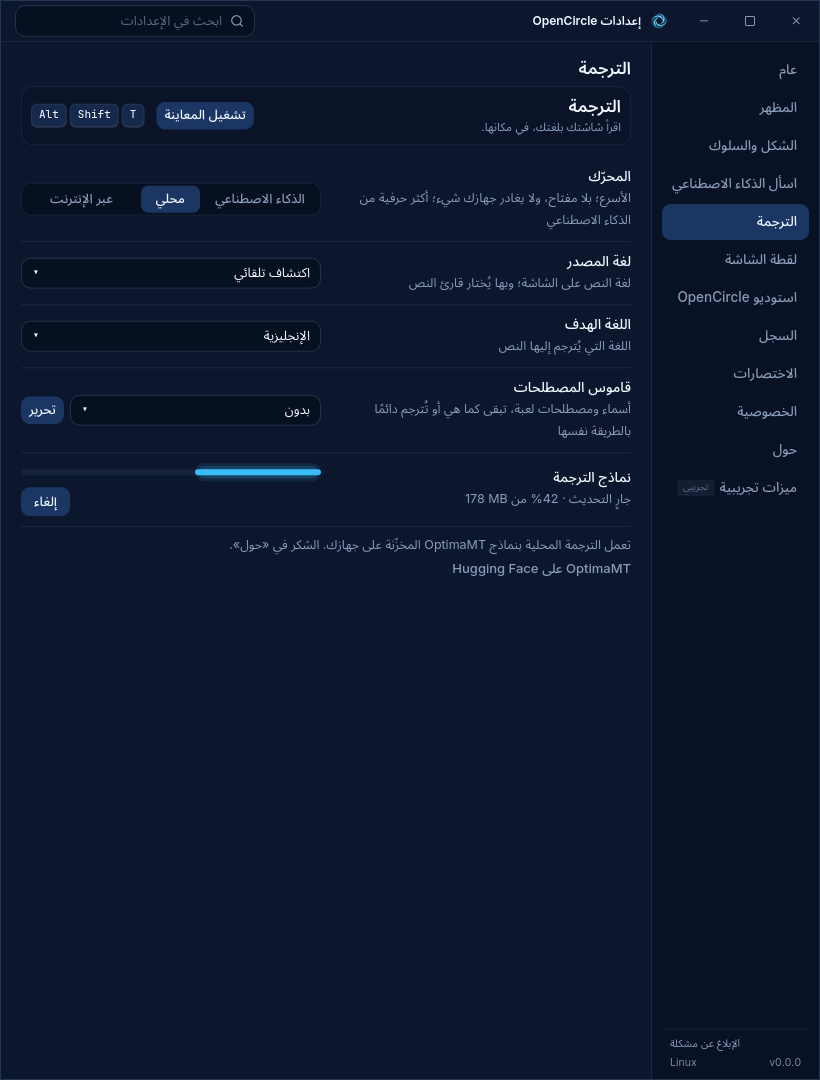 إعدادات OpenCircle
ابحث في الإعدادات
عام
المظهر
الشكل والسلوك
اسأل الذكاء الاصطناعي
الترجمة
لقطة الشاشة
استوديو OpenCircle
السجل
الاختصارات
الخصوصية
حول
ميزات تجريبية تجريبي
الإبلاغ عن مشكلة
v0.0.0 Linux
الترجمة
الترجمة
اقرأ شاشتك بلغتك، في مكانها.
تشغيل المعاينة
Alt Shift T
المحرّك
الأسرع؛ بلا مفتاح، ولا يغادر جهازك شيء؛ أكثر حرفية من
الذكاء الاصطناعي
الذكاء الاصطناعي محلي عبر الإنترنت
لغة المصدر
لغة النص على الشاشة؛ وبها يُختار قارئ النص
اكتشاف تلقائي
اللغة الهدف
اللغة التي يُترجم إليها النص
الإنجليزية
قاموس المصطلحات
أسماء ومصطلحات لعبة، تبقى كما هي أو تُترجم دائمًا
بالطريقة نفسها
بدون
تحرير
نماذج الترجمة
جارٍ التحديث · 42% من 178 MB
إلغاء
تعمل الترجمة المحلية بنماذج OptimaMT المخزّنة على جهازك. الشكر في «حول».
OptimaMT على Hugging Face